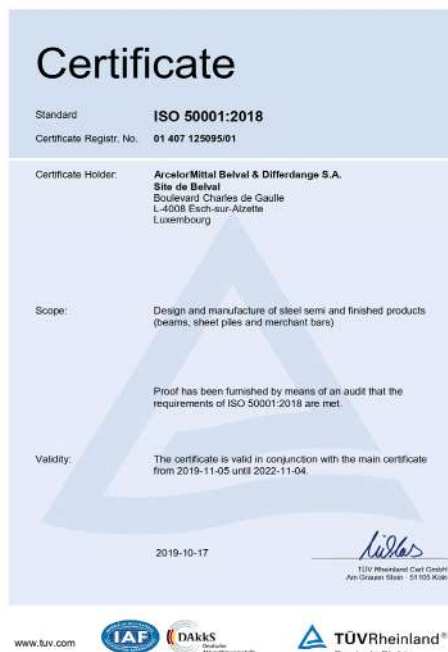 Certificate
Standard ISO 50001:2018
Certificate Registr. No. 01 407 125095/01
Certificate Holder: ArcelorMittal Belval & Differdange S.A.
Site de Belval
Boulevard Charles de Gaulle
L-4008 Esch-sur-Alzette
Luxembourg
Scope: Design and manufacture of steel semi and finished products
(beams, sheet piles and merchant bars)
Proof has been furnished by means of an audit that the
requirements of ISO 50001:2018 are met.
Validity: The certificate is valid in conjunction with the main certificate
from 2019-11-05 until 2022-11-04.
2019-10-17
TÜV Rheinland Cert GmbH
Am Grauen Stein · 51105 Köln
www.tuv.com
IAF
DAkkS
Deutsche
TÜVRheinland®